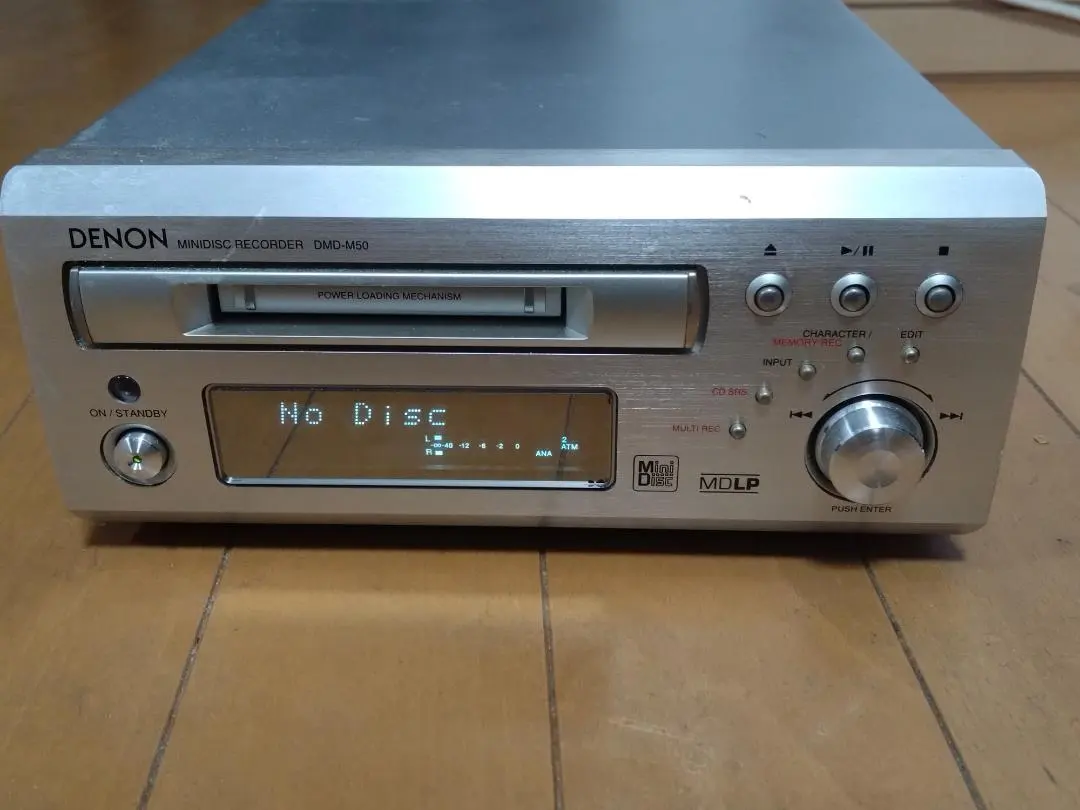 DENON MINIDISC RECORDER DMD-M50
POWER LOADING MECHANISM
CHARACTER /
MEMORY REC
EDIT
INPUT
CD SRS
MULTI REC
ON / STANDBY
No Disc
L
-∞ -40 -12 -6 -2 0
R
ANA
2
ATM
Mini
Disc
MDLP
PUSH ENTER